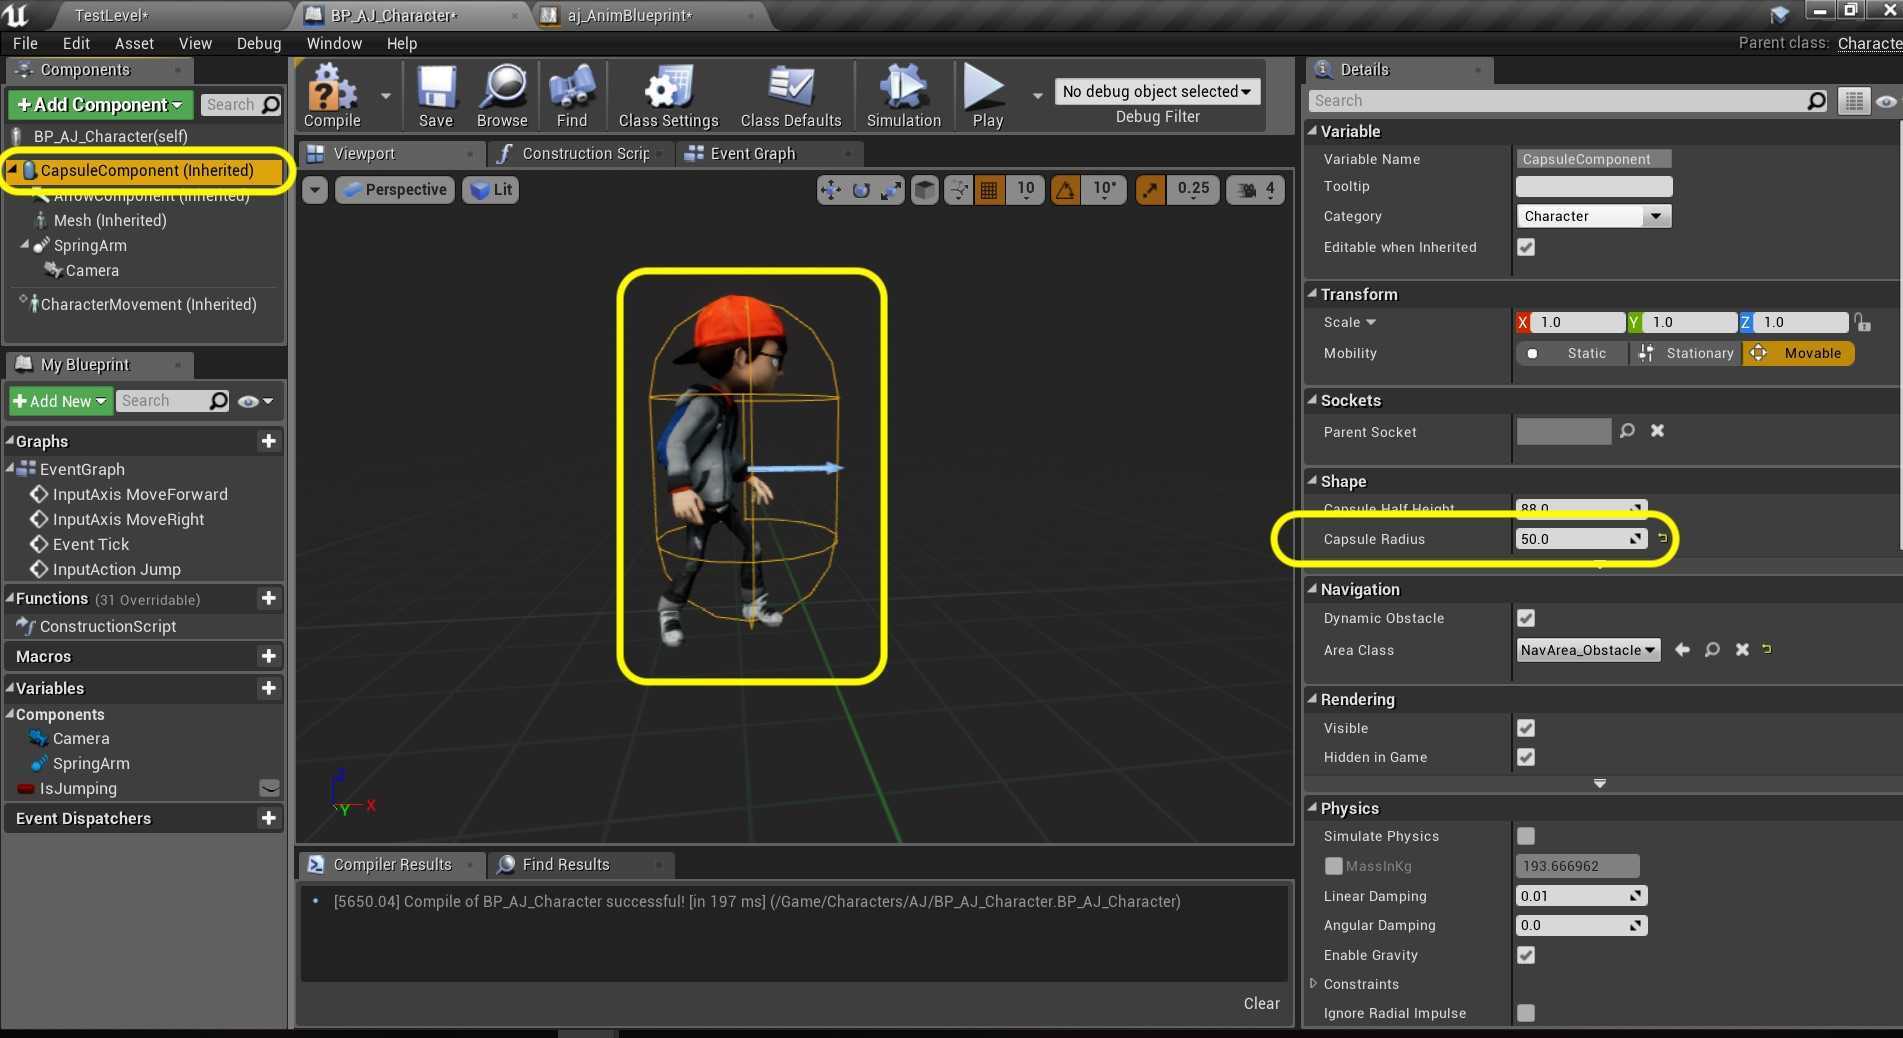 TestLevel*
BP_AJ_Character*
aj_AnimBlueprint*
File Edit Asset View Debug Window Help
Parent class: Characte
Components
+Add Component
Search
BP_AJ_Character(self)
CapsuleComponent (Inherited)
ArrowComponent (Inherited)
Mesh (Inherited)
SpringArm
Camera
CharacterMovement (Inherited)
My Blueprint
+Add New
Search
Graphs
EventGraph
InputAxis MoveForward
InputAxis MoveRight
Event Tick
InputAction Jump
Functions (31 Overridable)
ConstructionScript
Macros
Variables
Components
Camera
SpringArm
IsJumping
Event Dispatchers
Compile
Save
Browse
Find
Class Settings
Class Defaults
Simulation
Play
No debug object selected
Debug Filter
Viewport
Construction Scrip
Event Graph
Perspective
Lit
10
10°
0.25
4
Z
Y
X
Compiler Results
Find Results
[5650.04] Compile of BP_AJ_Character successful! [in 197 ms] (/Game/Characters/AJ/BP_AJ_Character.BP_AJ_Character)
Clear
Details
Search
Variable
Variable Name CapsuleComponent
Tooltip
Category Character
Editable when Inherited
Transform
Scale X 1.0 Y 1.0 Z 1.0
Mobility Static Stationary Movable
Sockets
Parent Socket
Shape
Capsule Half Height 88.0
Capsule Radius 50.0
Navigation
Dynamic Obstacle
Area Class NavArea_Obstacle
Rendering
Visible
Hidden in Game
Physics
Simulate Physics
MassInKg 193.666962
Linear Damping 0.01
Angular Damping 0.0
Enable Gravity
Constraints
Ignore Radial Impulse